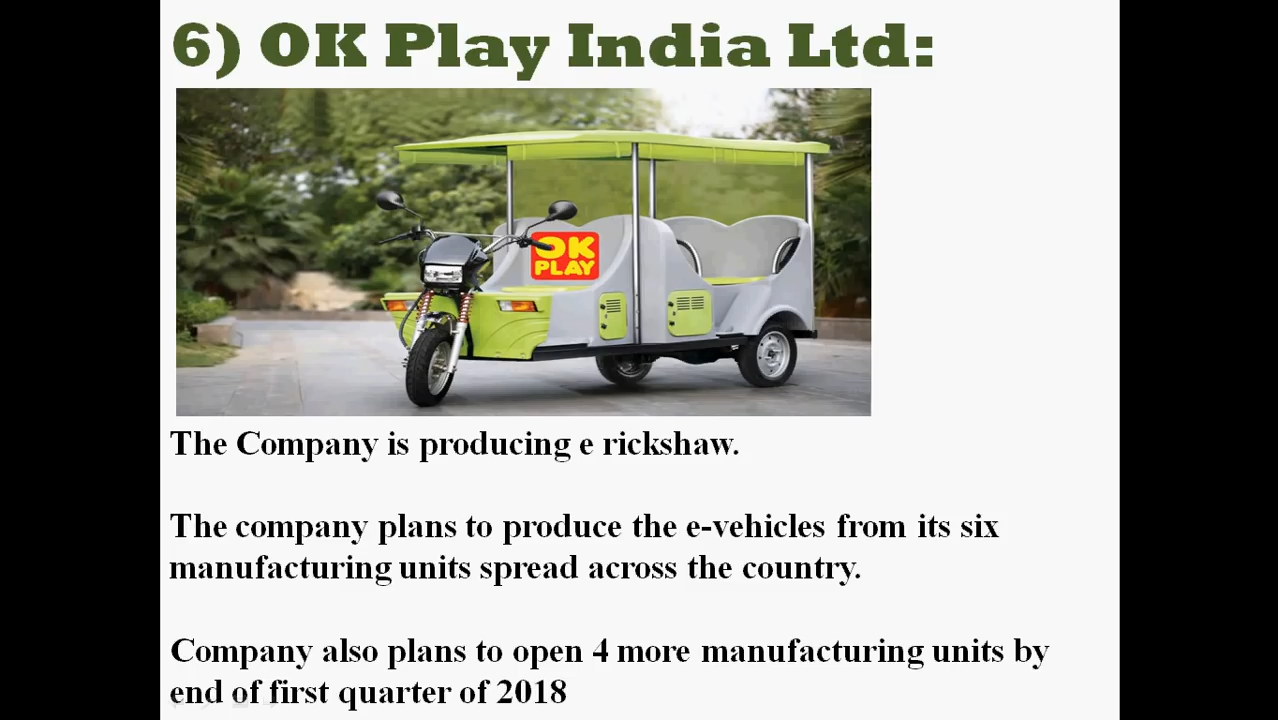 6) OK Play India Ltd:
OK
PLAY
The Company is producing e rickshaw.
The company plans to produce the e-vehicles from its six
manufacturing units spread across the country.
Company also plans to open 4 more manufacturing units by
end of first quarter of 2018